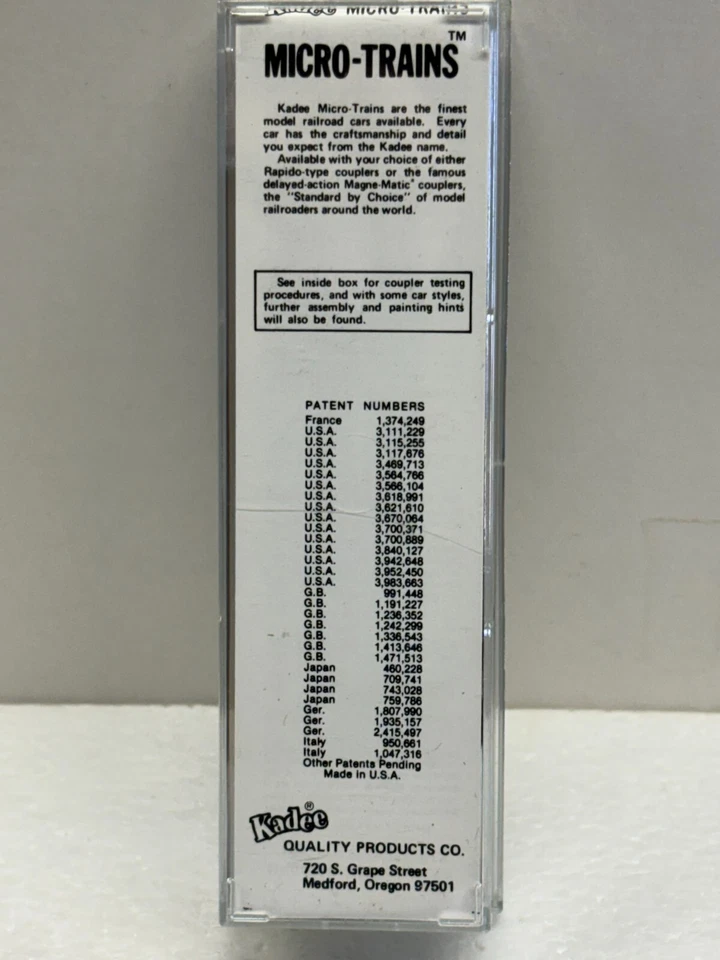 Kadee MICRO-TRAINS
MICRO-TRAINS™
Kadee Micro-Trains are the finest
model railroad cars available. Every
car has the craftsmanship and detail
you expect from the Kadee name.
Available with your choice of either
Rapido-type couplers or the famous
delayed-action Magne-Matic® couplers,
the "Standard by Choice" of model
railroaders around the world.
See inside box for coupler testing
procedures, and with some car styles,
further assembly and painting hints
will also be found.
PATENT NUMBERS
France 1,374,249
U.S.A. 3,111,229
U.S.A. 3,115,255
U.S.A. 3,117,676
U.S.A. 3,469,713
U.S.A. 3,564,766
U.S.A. 3,566,104
U.S.A. 3,618,991
U.S.A. 3,621,610
U.S.A. 3,670,064
U.S.A. 3,700,371
U.S.A. 3,700,889
U.S.A. 3,840,127
U.S.A. 3,942,648
U.S.A. 3,952,450
U.S.A. 3,983,663
G.B. 991,448
G.B. 1,191,227
G.B. 1,236,352
G.B. 1,242,299
G.B. 1,336,543
G.B. 1,413,646
G.B. 1,471,513
Japan 460,228
Japan 709,741
Japan 743,028
Japan 759,786
Ger. 1,807,990
Ger. 1,935,157
Ger. 2,415,497
Italy 950,661
Italy 1,047,316
Other Patents Pending
Made in U.S.A.
Kadee®
QUALITY PRODUCTS CO.
720 S. Grape Street
Medford, Oregon 97501